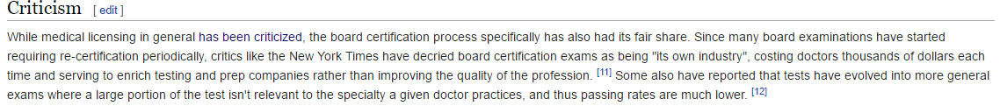 Criticism [ edit ]
While medical licensing in general has been criticized, the board certification process specifically has also had its fair share. Since many board examinations have started
requiring re-certification periodically, critics like the New York Times have decried board certification exams as being "its own industry", costing doctors thousands of dollars each
time and serving to enrich testing and prep companies rather than improving the quality of the profession. [11] Some also have reported that tests have evolved into more general
exams where a large portion of the test isn't relevant to the specialty a given doctor practices, and thus passing rates are much lower. [12]